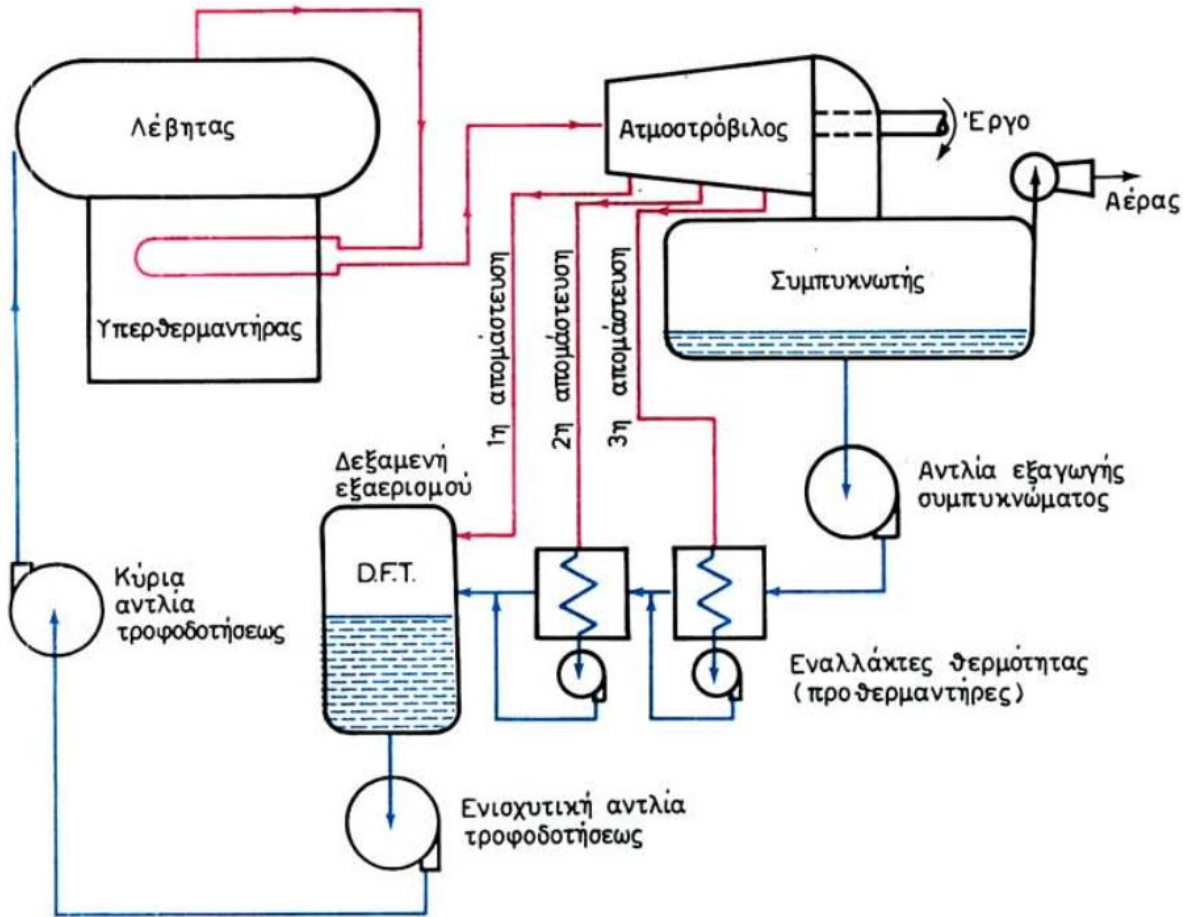 Λέβητας
Υπερθερμαντήρας
Ατμοστρόβιλος
Έργο
Αέρας
Συμπυκνωτής
1η απομάστευση
2η απομάστευση
3η απομάστευση
Δεξαμενή
εξαερισμού
D.F.T.
Αντλία εξαγωγής
συμπυκνώματος
Κύρια
αντλία
τροφοδοτήσεως
Εναλλάκτες θερμότητας
(προθερμαντήρες)
Ενισχυτική αντλία
τροφοδοτήσεως